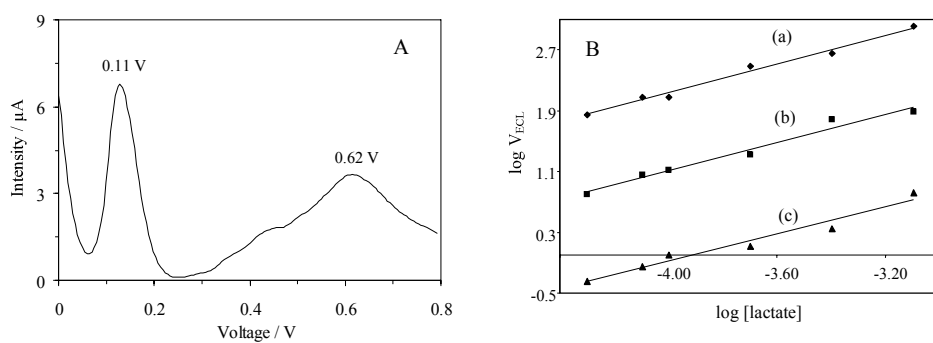 A
9
6
3
0
Intensity / μA
0.11 V
0.62 V
0
0.2
0.4
0.6
0.8
Voltage / V
B
2.7
1.9
1.1
0.3
-0.5
log V_ECL
(a)
(b)
(c)
-4.00
-3.60
-3.20
log [lactate]